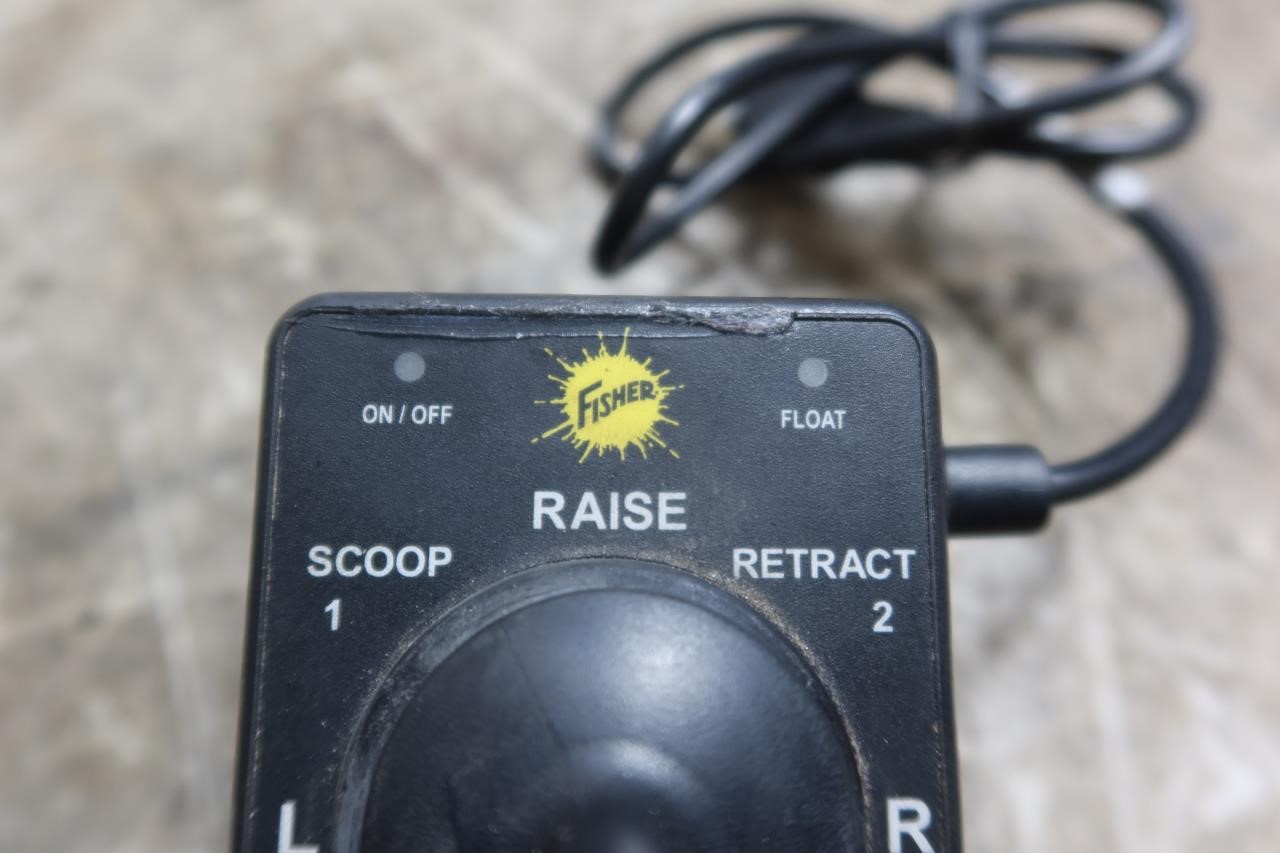 FISHER
ON / OFF
FLOAT
RAISE
SCOOP
RETRACT
1
2
L
R